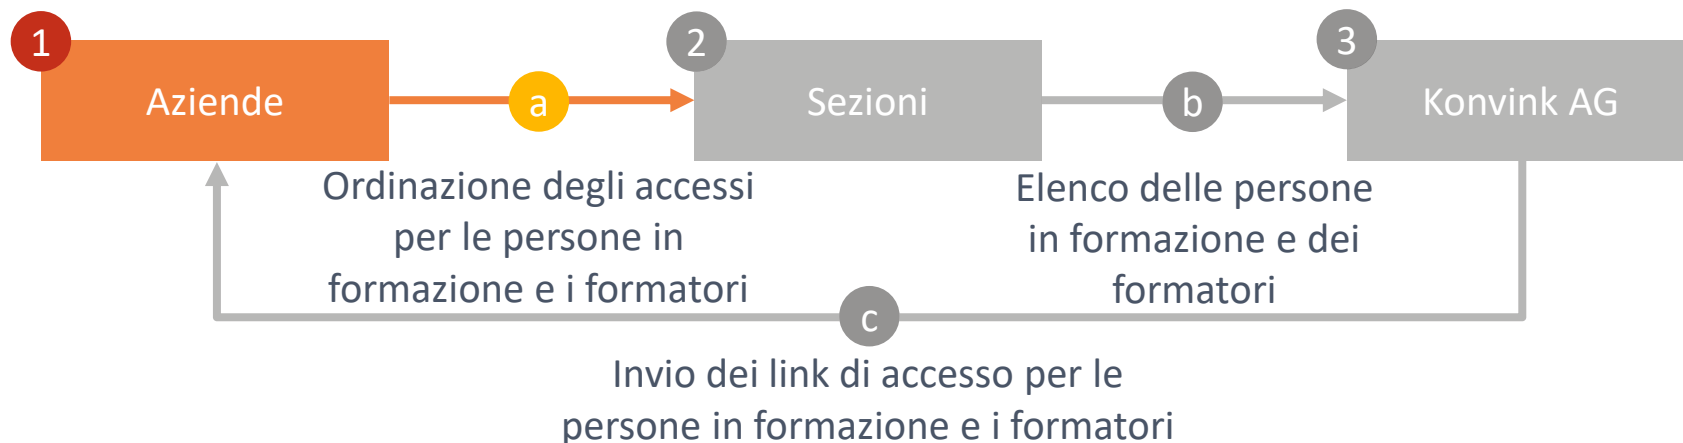 1
Aziende
a
2
Sezioni
b
3
Konvink AG
Ordinazione degli accessi
per le persone in
formazione e i formatori
Elenco delle persone
in formazione e dei
formatori
c
Invio dei link di accesso per le
persone in formazione e i formatori